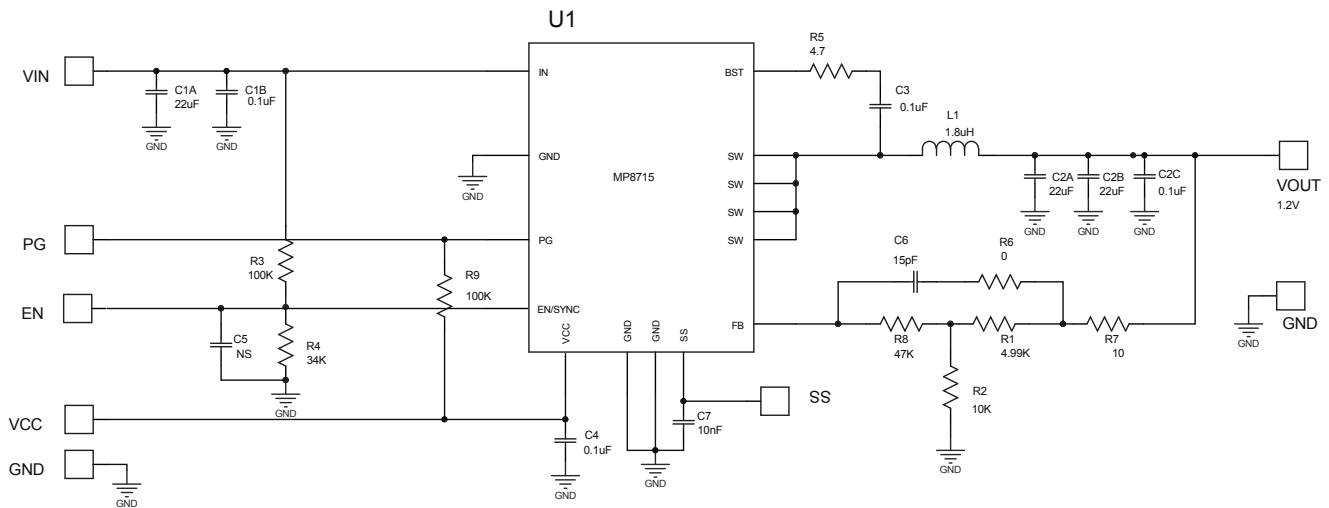 U1
VIN
C1A
22uF
GND
C1B
0.1uF
GND
IN
BST
R5
4.7
C3
0.1uF
L1
1.8uH
GND
GND
MP8715
SW
SW
SW
SW
C2A
22uF
GND
C2B
22uF
GND
C2C
0.1uF
GND
VOUT
1.2V
PG
PG
R3
100K
R9
100K
C6
15pF
R6
0
EN
EN/SYNC
VCC
GND
GND
SS
FB
C5
NS
R4
34K
GND
R8
47K
R1
4.99K
R7
10
GND
GND
R2
10K
GND
VCC
C4
0.1uF
GND
C7
10nF
GND
SS
GND
GND